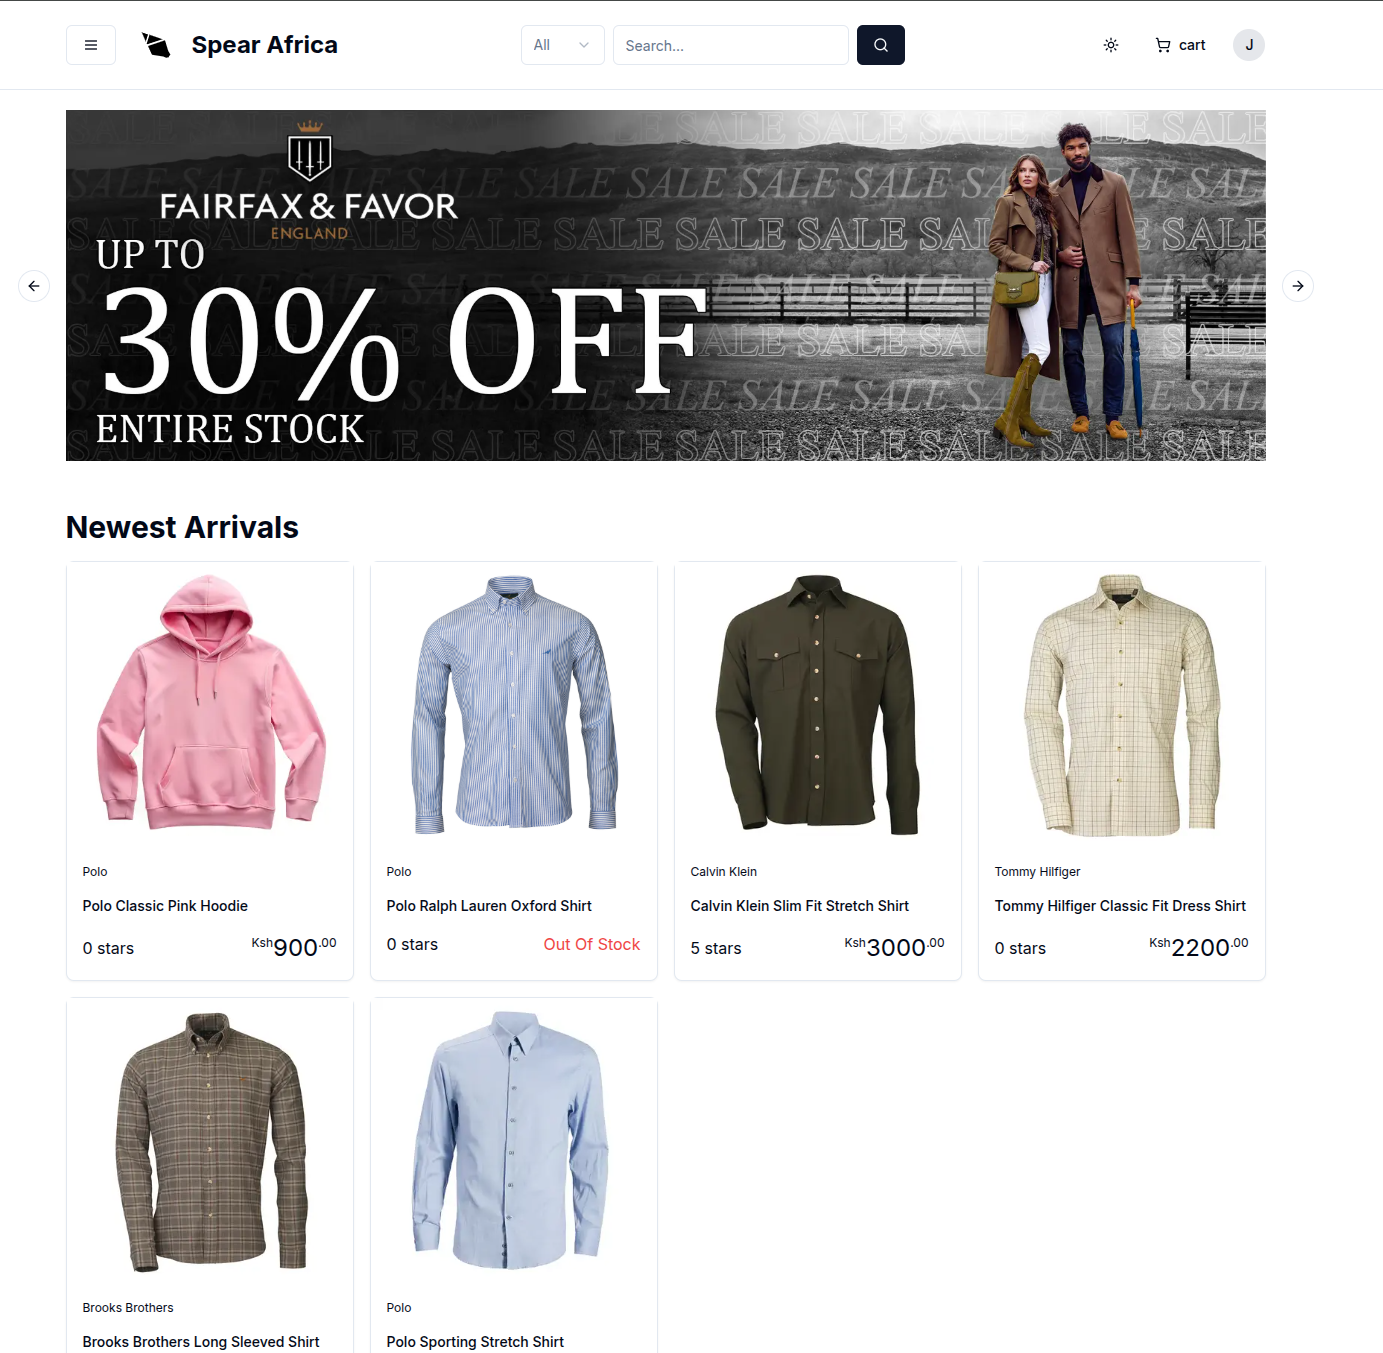 Spear Africa
All
Search...
cart
J
SALE SALE SALE SALE SALE SALE
FAIRFAX & FAVOR
ENGLAND
UP TO
30% OFF
ENTIRE STOCK
Newest Arrivals
Polo
Polo Classic Pink Hoodie
0 stars
Ksh900.00
Polo
Polo Ralph Lauren Oxford Shirt
0 stars
Out Of Stock
Calvin Klein
Calvin Klein Slim Fit Stretch Shirt
5 stars
Ksh3000.00
Tommy Hilfiger
Tommy Hilfiger Classic Fit Dress Shirt
0 stars
Ksh2200.00
Brooks Brothers
Brooks Brothers Long Sleeved Shirt
Polo
Polo Sporting Stretch Shirt